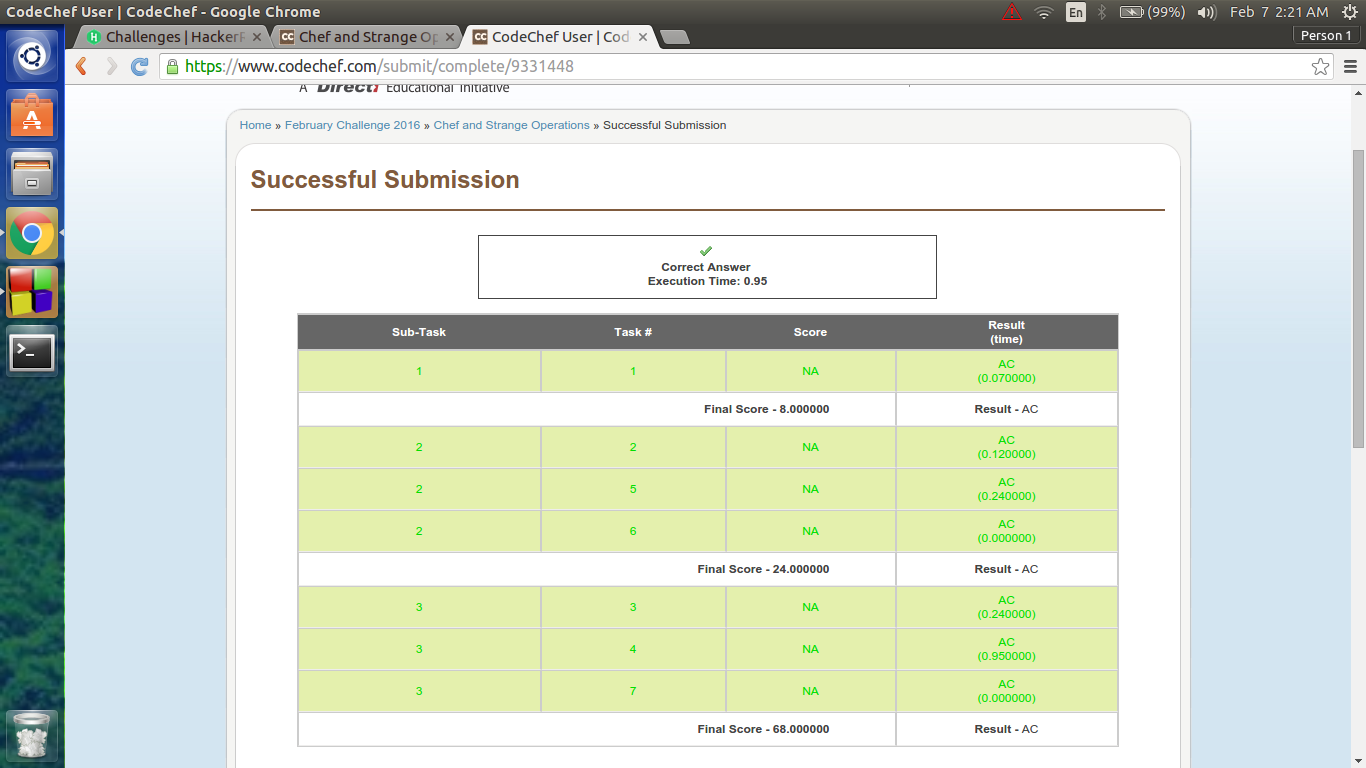 CodeChef User | CodeChef - Google Chrome
En
(99%)
Feb 7 2:21 AM
Challenges | HackerR
Chef and Strange Op
CodeChef User | Cod
Person 1
https://www.codechef.com/submit/complete/9331448
A Directi Educational Initiative
Home » February Challenge 2016 » Chef and Strange Operations » Successful Submission
Successful Submission
Correct Answer
Execution Time: 0.95
Sub-Task Task # Score Result
(time)
1 1 NA AC
(0.070000)
Final Score - 8.000000 Result - AC
2 2 NA AC
(0.120000)
2 5 NA AC
(0.240000)
2 6 NA AC
(0.000000)
Final Score - 24.000000 Result - AC
3 3 NA AC
(0.240000)
3 4 NA AC
(0.950000)
3 7 NA AC
(0.000000)
Final Score - 68.000000 Result - AC